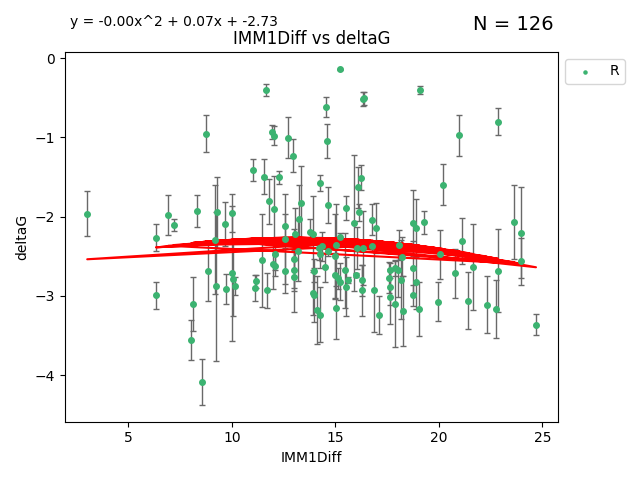 y = -0.00x^2 + 0.07x + -2.73
N = 126
IMM1Diff vs deltaG
R
0
−1
−2
−3
−4
deltaG
5
10
15
20
25
IMM1Diff